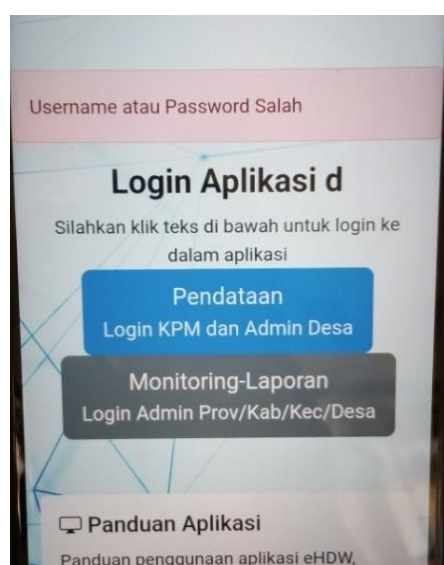 Username atau Password Salah
Login Aplikasi d
Silahkan klik teks di bawah untuk login ke
dalam aplikasi
Pendataan
Login KPM dan Admin Desa
Monitoring-Laporan
Login Admin Prov/Kab/Kec/Desa
Panduan Aplikasi
Panduan penggunaan aplikasi eHDW,